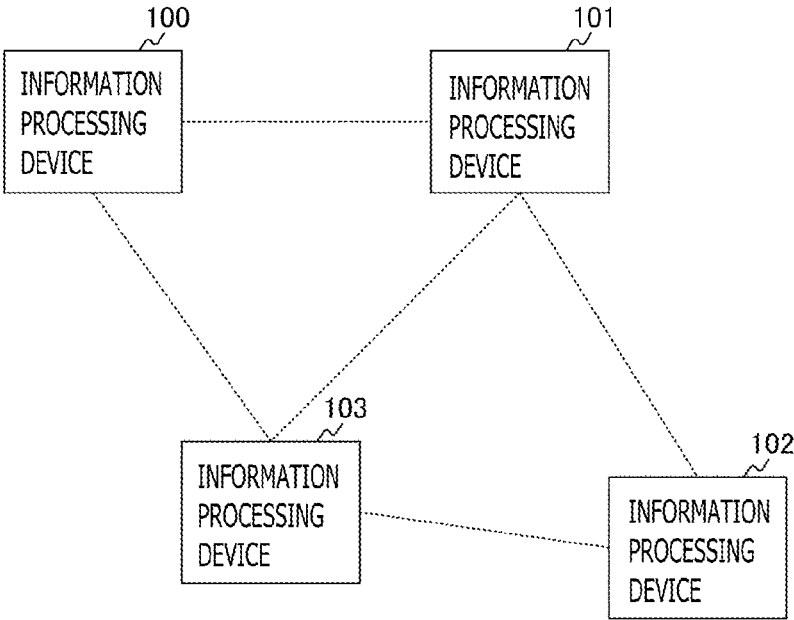 100
INFORMATION
PROCESSING
DEVICE
101
INFORMATION
PROCESSING
DEVICE
103
INFORMATION
PROCESSING
DEVICE
102
INFORMATION
PROCESSING
DEVICE